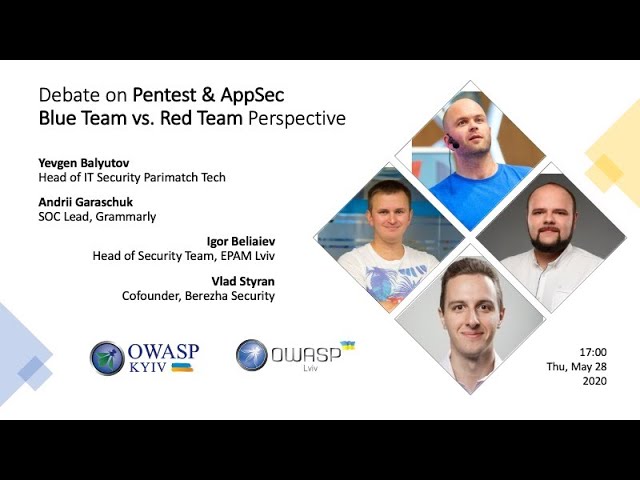 Debate on Pentest & AppSec
Blue Team vs. Red Team Perspective
Yevgen Balyutov
Head of IT Security Parimatch Tech
Andrii Garaschuk
SOC Lead, Grammarly
Igor Beliaiev
Head of Security Team, EPAM Lviv
Vlad Styran
Cofounder, Berezha Security
OWASP
KYIV
OWASP
Lviv
17:00
Thu, May 28
2020